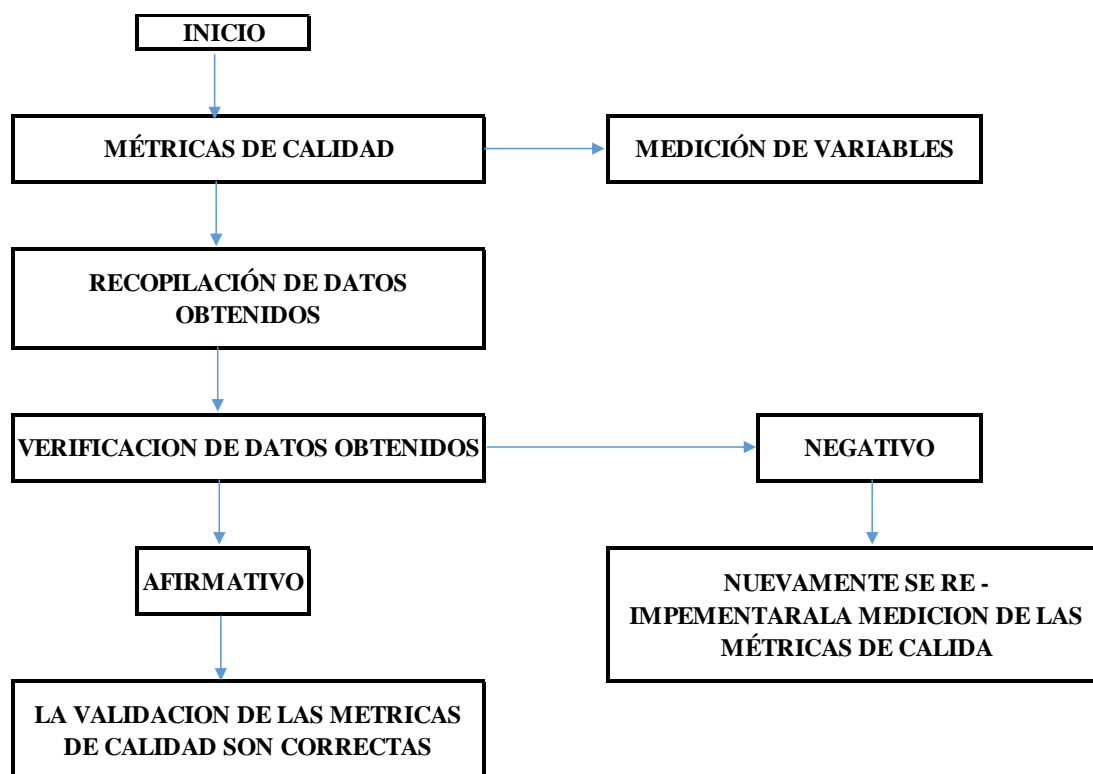 INICIO
MÉTRICAS DE CALIDAD
MEDICIÓN DE VARIABLES
RECOPILACIÓN DE DATOS
OBTENIDOS
VERIFICACION DE DATOS OBTENIDOS
NEGATIVO
AFIRMATIVO
NUEVAMENTE SE RE -
IMPEMENTARALA MEDICION DE LAS
MÉTRICAS DE CALIDA
LA VALIDACION DE LAS METRICAS
DE CALIDAD SON CORRECTAS